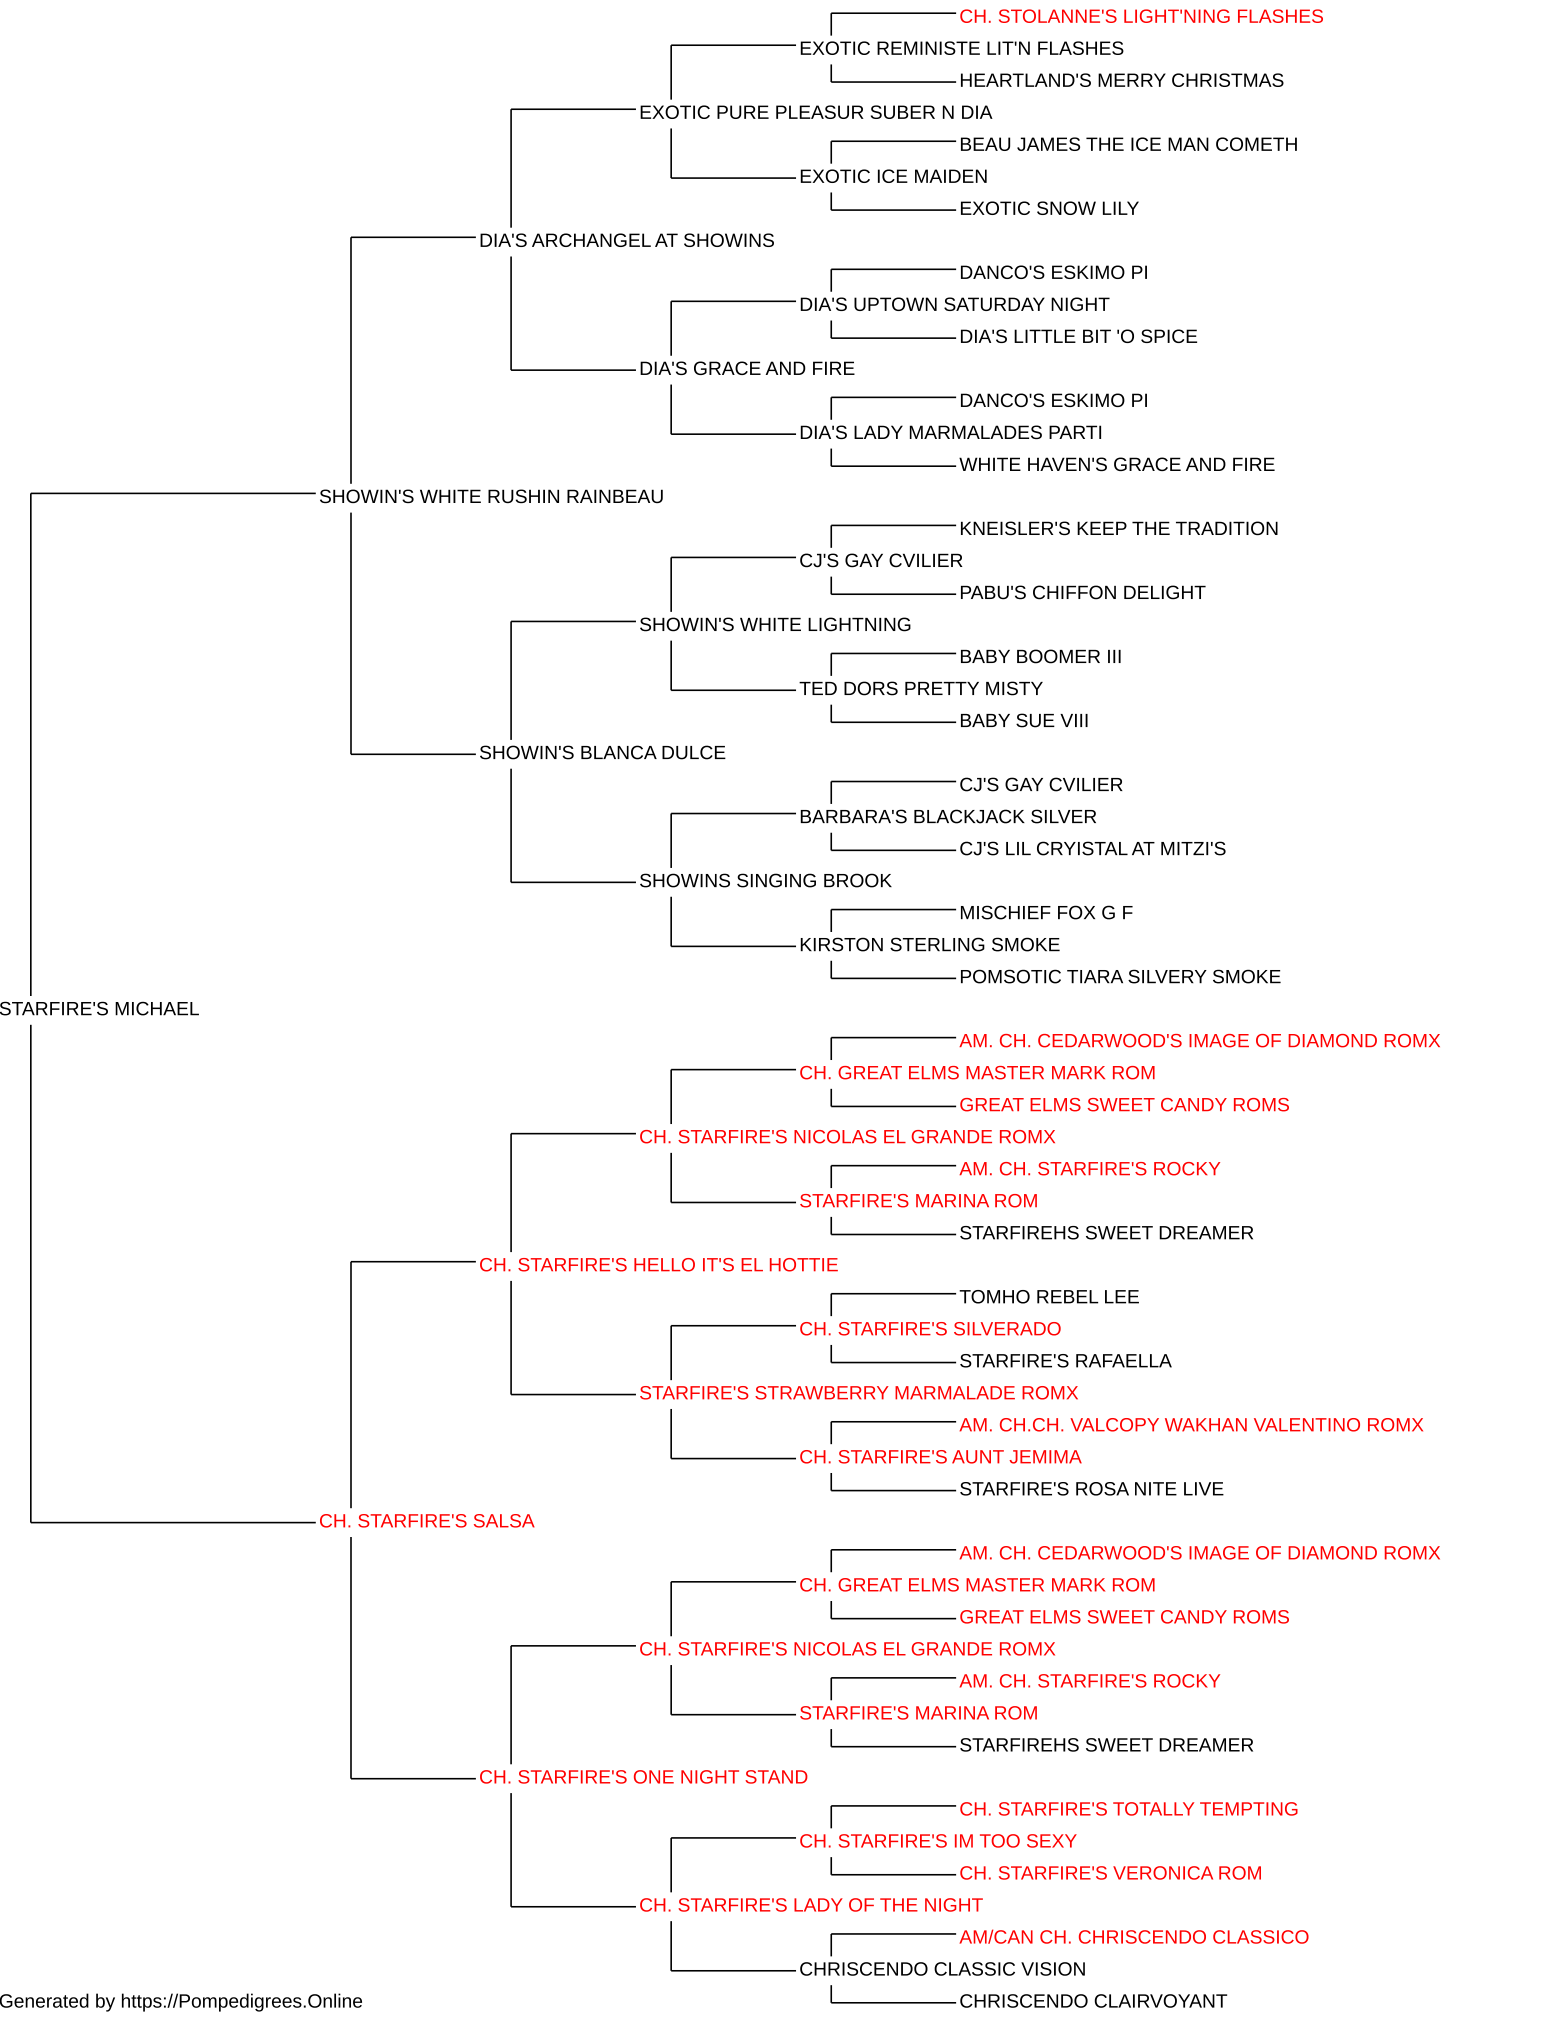 CH. STOLANNE'S LIGHT'NING FLASHES
EXOTIC REMINISTE LIT'N FLASHES
HEARTLAND'S MERRY CHRISTMAS
EXOTIC PURE PLEASUR SUBER N DIA
BEAU JAMES THE ICE MAN COMETH
EXOTIC ICE MAIDEN
EXOTIC SNOW LILY
DIA'S ARCHANGEL AT SHOWINS
DANCO'S ESKIMO PI
DIA'S UPTOWN SATURDAY NIGHT
DIA'S LITTLE BIT 'O SPICE
DIA'S GRACE AND FIRE
DANCO'S ESKIMO PI
DIA'S LADY MARMALADES PARTI
WHITE HAVEN'S GRACE AND FIRE
SHOWIN'S WHITE RUSHIN RAINBEAU
KNEISLER'S KEEP THE TRADITION
CJ'S GAY CVILIER
PABU'S CHIFFON DELIGHT
SHOWIN'S WHITE LIGHTNING
BABY BOOMER III
TED DORS PRETTY MISTY
BABY SUE VIII
SHOWIN'S BLANCA DULCE
CJ'S GAY CVILIER
BARBARA'S BLACKJACK SILVER
CJ'S LIL CRYISTAL AT MITZI'S
SHOWINS SINGING BROOK
MISCHIEF FOX G F
KIRSTON STERLING SMOKE
POMSOTIC TIARA SILVERY SMOKE
STARFIRE'S MICHAEL
AM. CH. CEDARWOOD'S IMAGE OF DIAMOND ROMX
CH. GREAT ELMS MASTER MARK ROM
GREAT ELMS SWEET CANDY ROMS
CH. STARFIRE'S NICOLAS EL GRANDE ROMX
AM. CH. STARFIRE'S ROCKY
STARFIRE'S MARINA ROM
STARFIREHS SWEET DREAMER
CH. STARFIRE'S HELLO IT'S EL HOTTIE
TOMHO REBEL LEE
CH. STARFIRE'S SILVERADO
STARFIRE'S RAFAELLA
STARFIRE'S STRAWBERRY MARMALADE ROMX
AM. CH.CH. VALCOPY WAKHAN VALENTINO ROMX
CH. STARFIRE'S AUNT JEMIMA
STARFIRE'S ROSA NITE LIVE
CH. STARFIRE'S SALSA
AM. CH. CEDARWOOD'S IMAGE OF DIAMOND ROMX
CH. GREAT ELMS MASTER MARK ROM
GREAT ELMS SWEET CANDY ROMS
CH. STARFIRE'S NICOLAS EL GRANDE ROMX
AM. CH. STARFIRE'S ROCKY
STARFIRE'S MARINA ROM
STARFIREHS SWEET DREAMER
CH. STARFIRE'S ONE NIGHT STAND
CH. STARFIRE'S TOTALLY TEMPTING
CH. STARFIRE'S IM TOO SEXY
CH. STARFIRE'S VERONICA ROM
CH. STARFIRE'S LADY OF THE NIGHT
AM/CAN CH. CHRISCENDO CLASSICO
CHRISCENDO CLASSIC VISION
CHRISCENDO CLAIRVOYANT
Generated by https://Pompedigrees.Online